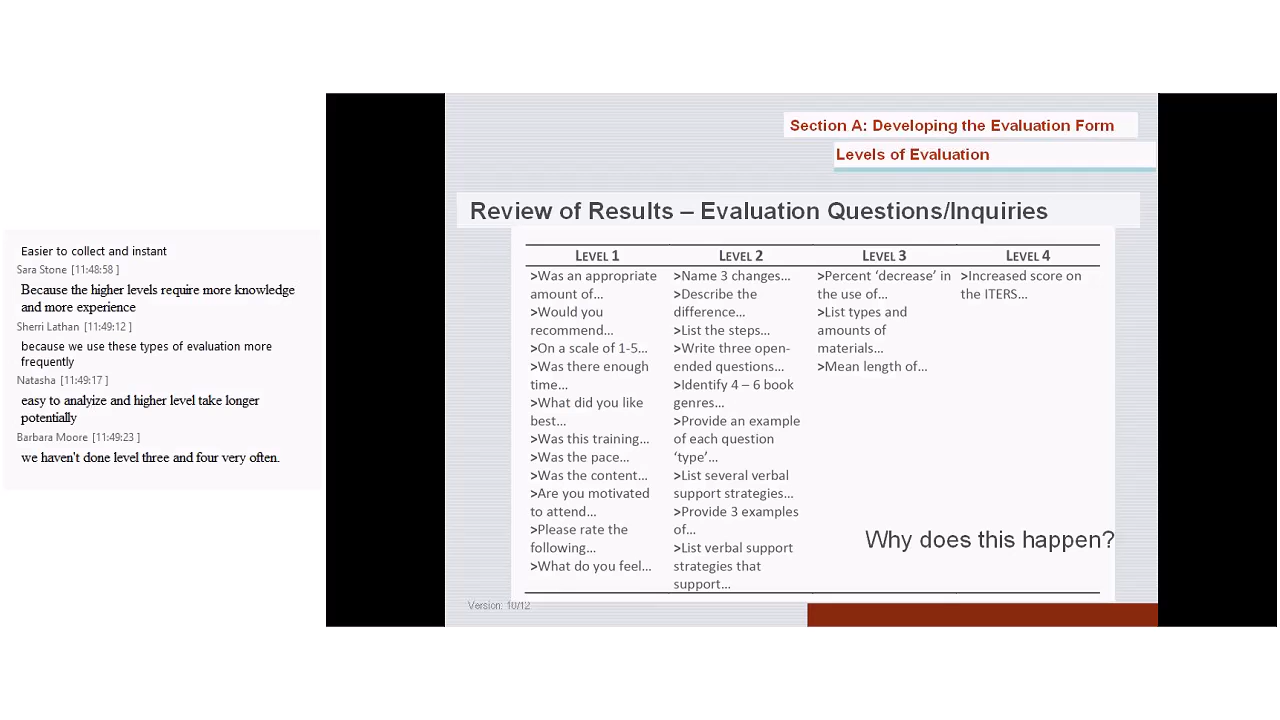 Easier to collect and instant
Sara Stone [11:48:58 ]
Because the higher levels require more knowledge
and more experience
Sherri Lathan [11:49:12 ]
because we use these types of evaluation more
frequently
Natasha [11:49:17 ]
easy to analyize and higher level take longer
potentially
Barbara Moore [11:49:23 ]
we haven't done level three and four very often.
Section A: Developing the Evaluation Form
Levels of Evaluation
Review of Results – Evaluation Questions/Inquiries
LEVEL 1
>Was an appropriate
amount of…
>Would you
recommend…
>On a scale of 1-5…
>Was there enough
time…
>What did you like
best…
>Was this training…
>Was the pace…
>Was the content…
>Are you motivated
to attend…
>Please rate the
following…
>What do you feel…
LEVEL 2
>Name 3 changes…
>Describe the
difference…
>List the steps…
>Write three open-
ended questions…
>Identify 4 – 6 book
genres…
>Provide an example
of each question
‘type’…
>List several verbal
support strategies…
>Provide 3 examples
of…
>List verbal support
strategies that
support…
LEVEL 3
>Percent ‘decrease’ in
the use of…
>List types and
amounts of
materials…
>Mean length of…
LEVEL 4
>Increased score on
the ITERS…
Why does this happen?
Version: 10/12